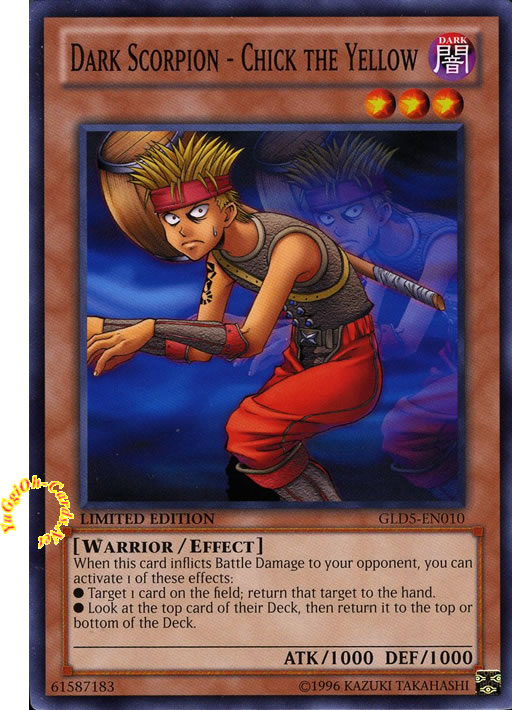 DARK SCORPION - CHICK THE YELLOW
DARK
闇
YuGgiOh-Cards.Net
LIMITED EDITION
GLD5-EN010
[WARRIOR / EFFECT]
When this card inflicts Battle Damage to your opponent, you can
activate 1 of these effects:
● Target 1 card on the field; return that target to the hand.
● Look at the top card of their Deck, then return it to the top or
bottom of the Deck.
ATK/1000 DEF/1000
61587183
©1996 KAZUKI TAKAHASHI